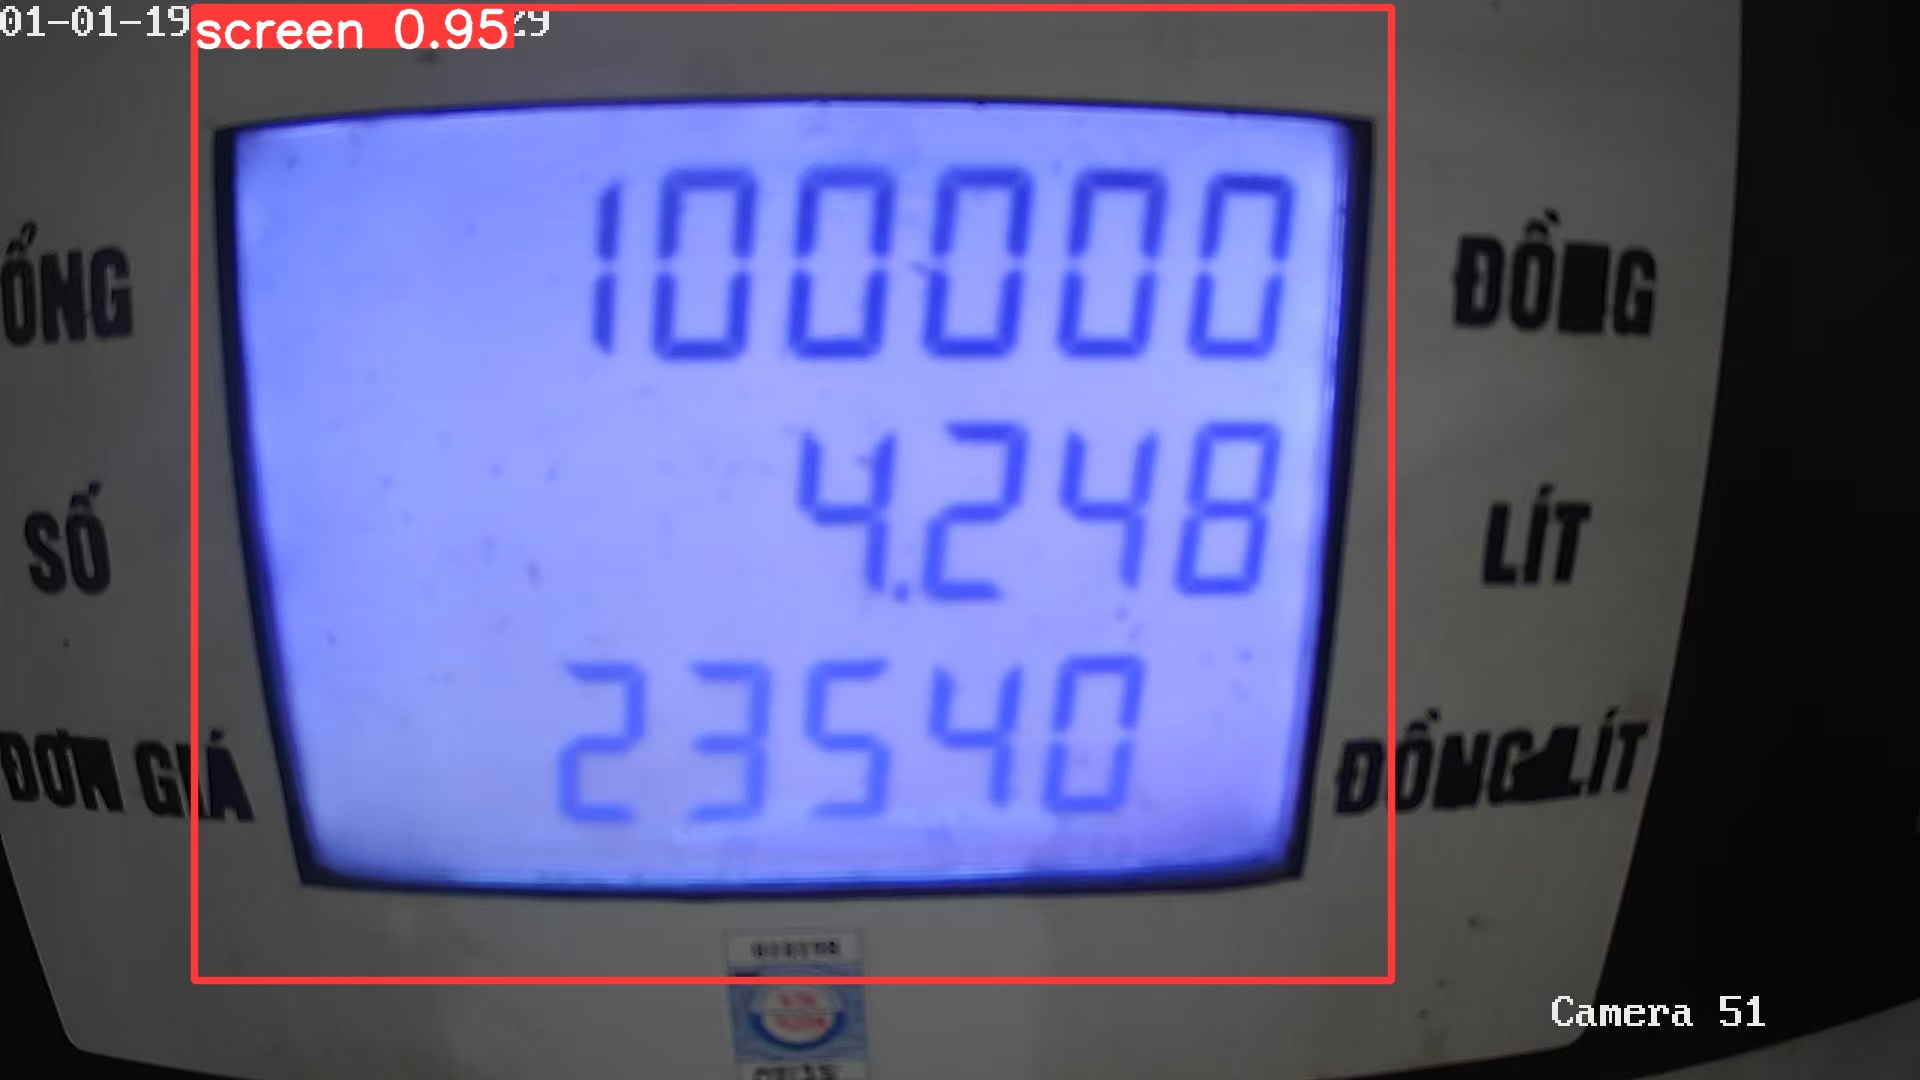 01-01-19
29
screen 0.95
100000
ỔNG
ĐỒNG
4.248
SỐ
LÍT
23540
ĐƠN GIÁ
ĐỒNG/LÍT
Camera 51